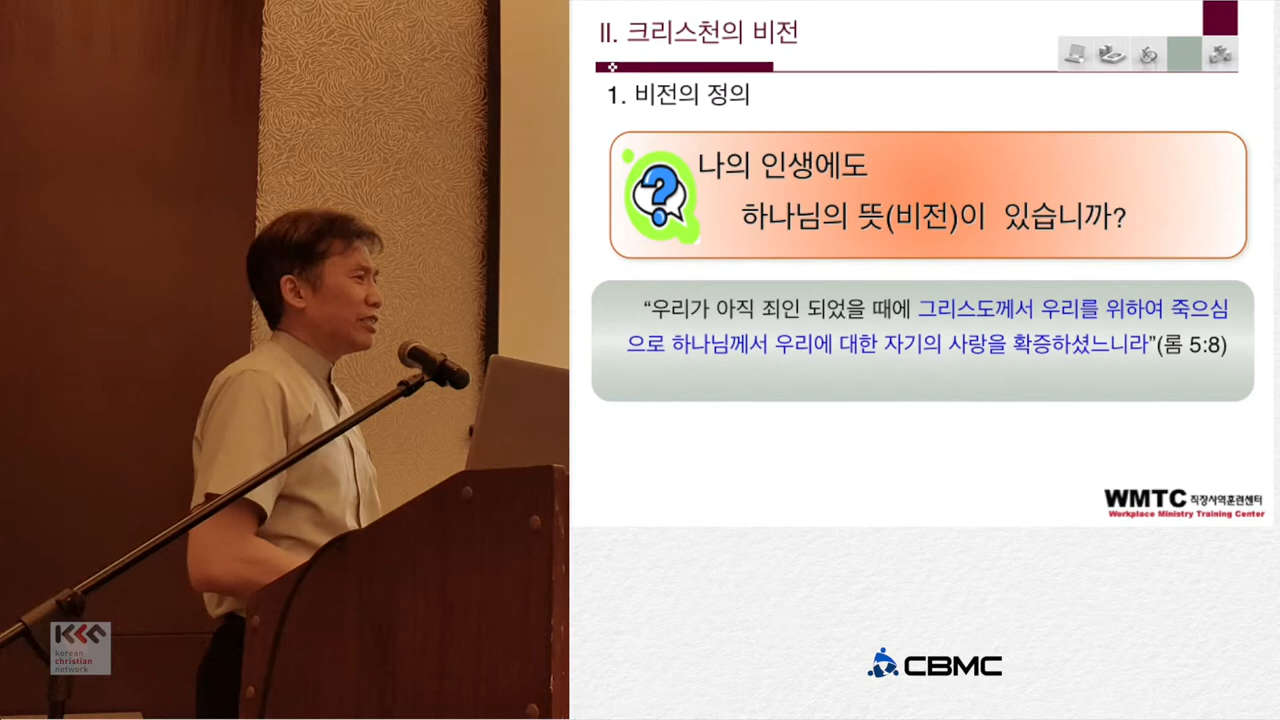 II. 크리스천의 비전
1. 비전의 정의
?
나의 인생에도
하나님의 뜻(비전)이 있습니까?
“우리가 아직 죄인 되었을 때에 그리스도께서 우리를 위하여 죽으심
으로 하나님께서 우리에 대한 자기의 사랑을 확증하셨느니라”(롬 5:8)
WMTC 직장사역훈련센터
Workplace Ministry Training Center
KCN
korean
christian
network
CBMC